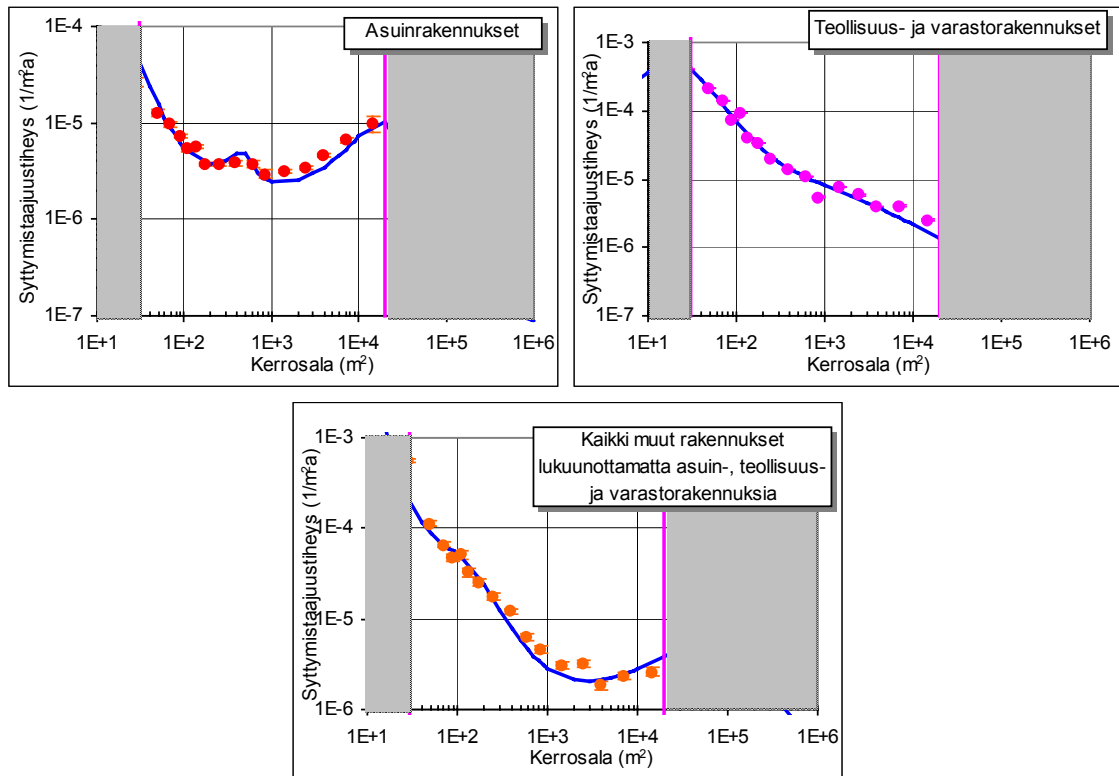 Asuinrakennukset
Syttymistaajuustiheys (1/m²a)
1E-4
1E-5
1E-6
1E-7
1E+1 1E+2 1E+3 1E+4 1E+5 1E+6
Kerrosala (m²)
Teollisuus- ja varastorakennukset
Syttymistaajuustiheys (1/m²a)
1E-3
1E-4
1E-5
1E-6
1E-7
1E+1 1E+2 1E+3 1E+4 1E+5 1E+6
Kerrosala (m²)
Kaikki muut rakennukset
lukuunottamatta asuin-, teollisuus-
ja varastorakennuksia
Syttymistaajuustiheys (1/m²a)
1E-3
1E-4
1E-5
1E-6
1E+1 1E+2 1E+3 1E+4 1E+5 1E+6
Kerrosala (m²)